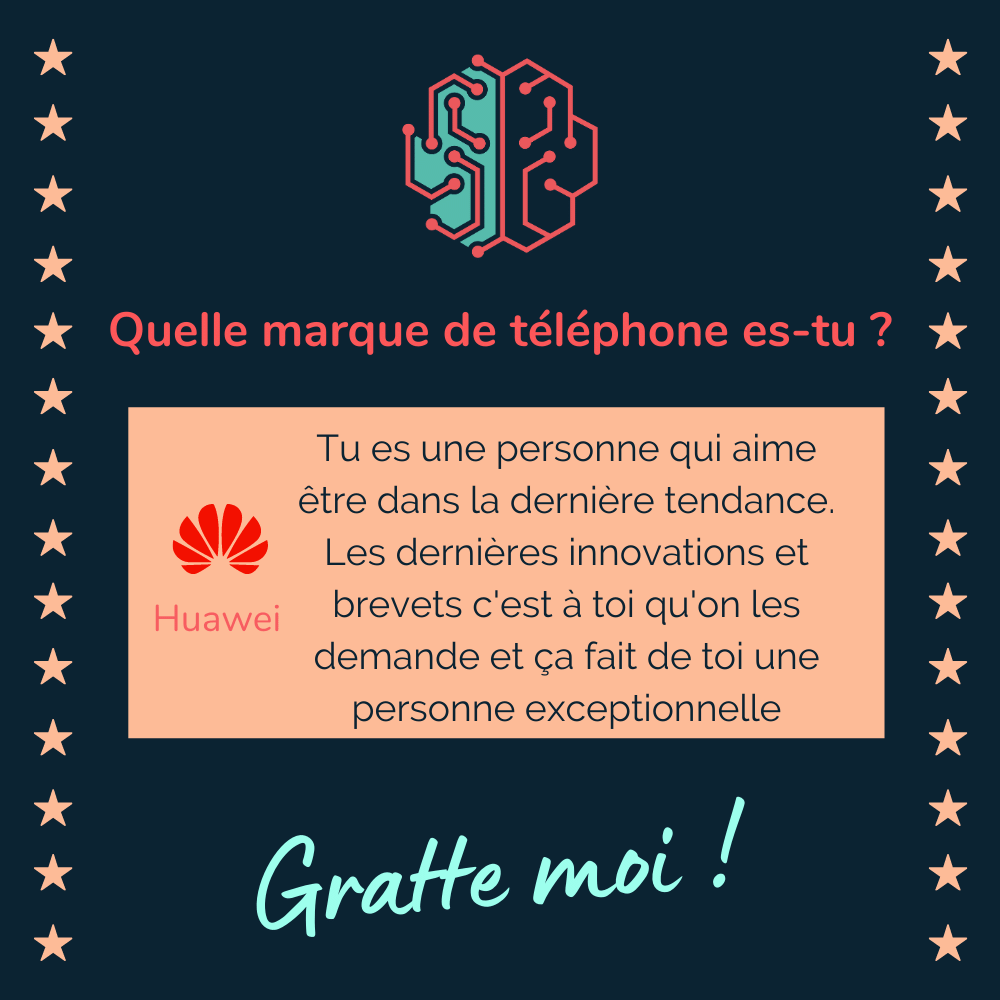 Quelle marque de téléphone es-tu ?
Tu es une personne qui aime
être dans la dernière tendance.
Les dernières innovations et
brevets c'est à toi qu'on les
demande et ça fait de toi une
personne exceptionnelle
Huawei
Gratte moi !